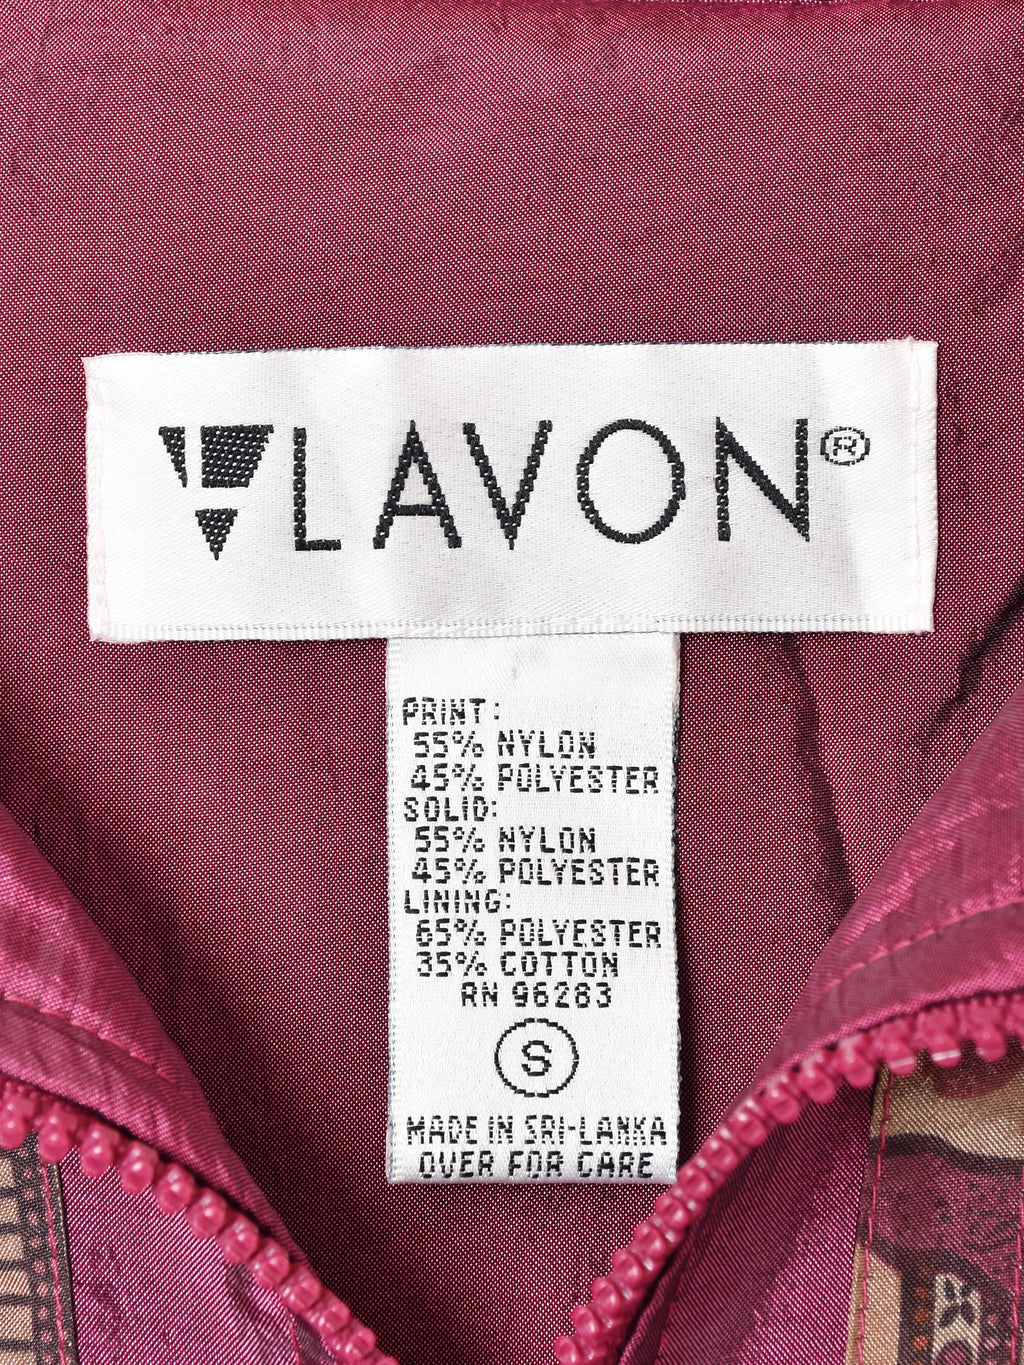 LAVON®
PRINT:
55% NYLON
45% POLYESTER
SOLID:
55% NYLON
45% POLYESTER
LINING:
65% POLYESTER
35% COTTON
RN 96283
S
MADE IN SRI-LANKA
OVER FOR CARE